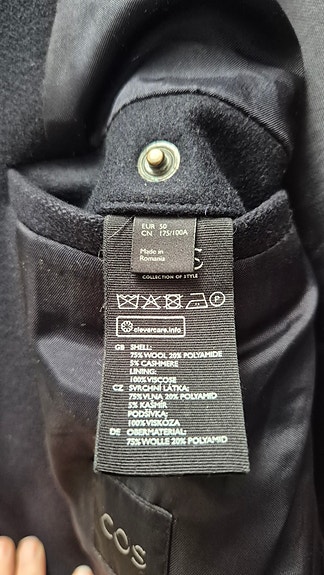 EUR 50
CN 175/100A
Made in
Romania
S
COLLECTION OF STYLE
P
clevercare.info
GB SHELL:
75% WOOL 20% POLYAMIDE
5% CASHMERE
LINING:
100% VISCOSE
CZ SVRCHNÍ LÁTKA:
75% VLNA 20% POLYAMID
5% KAŠMÍR
PODŠÍVKA:
100% VISKÓZA
DE OBERMATERIAL:
75% WOLLE 20% POLYAMID
COS